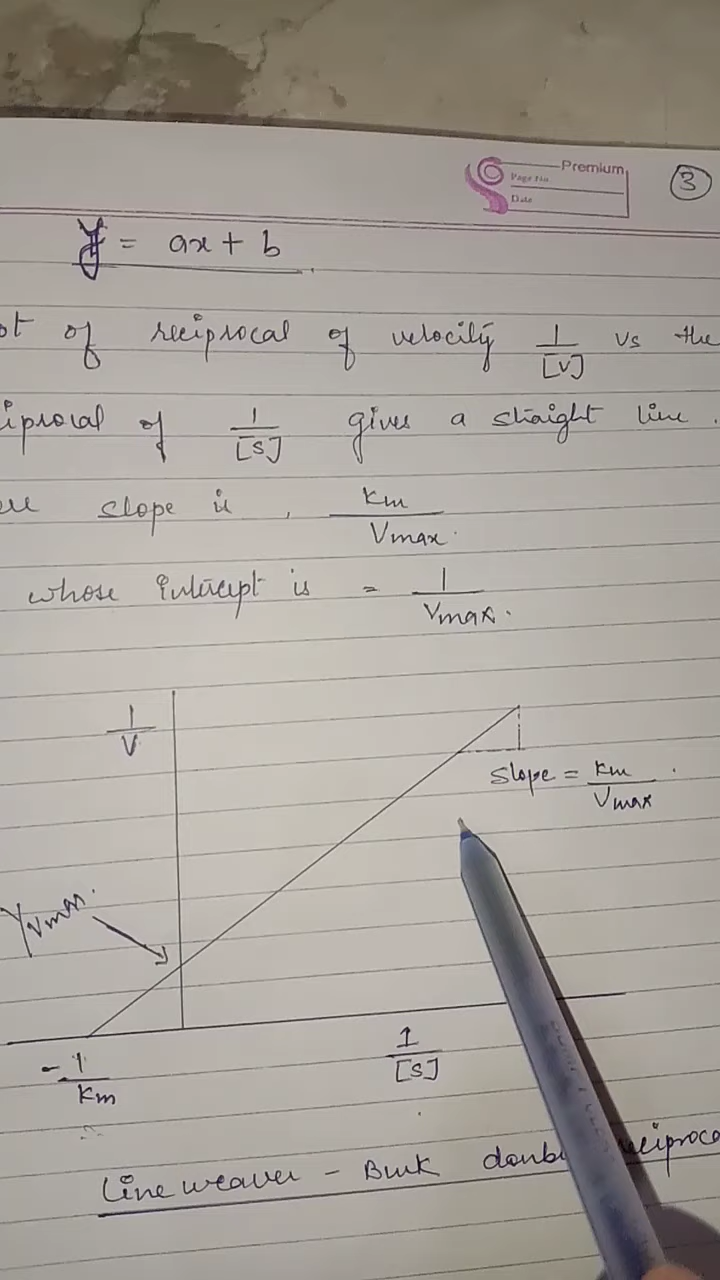 Premium
Page No.
Date
3
y = ax + b
ot of reciprocal of velocity 1/[V] vs the
iprocal of 1/[S] gives a straight line.
slope is, Km/Vmax.
whose intercept is = 1/Vmax.
1/V
slope = Km/Vmax.
1/Vmax.
-1/Km
1/[S]
Lineweaver - Burk doubl reciproca